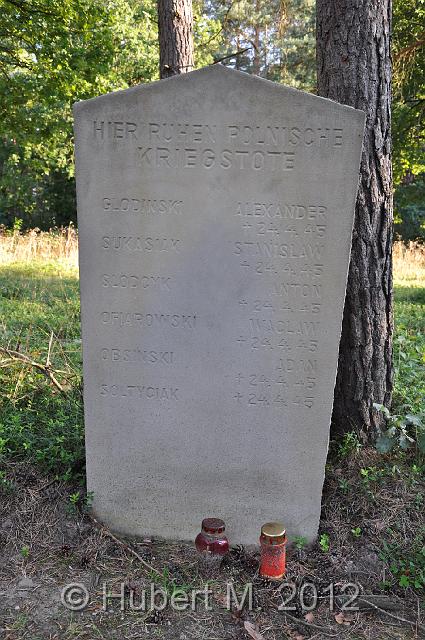 HIER RUHEN POLNISCHE
KRIEGSTOTE
GLODINSKI ALEXANDER
† 24.4.45
SUKASIAK STANISLAW
† 24.4.45
SLODCYK ANTON
† 24.4.45
OFIAROWSKI WACLAW
† 24.4.45
OBSINSKI ADAN
† 24.4.45
SOLTYCIAK † 24.4.45
© Hubert M. 2012